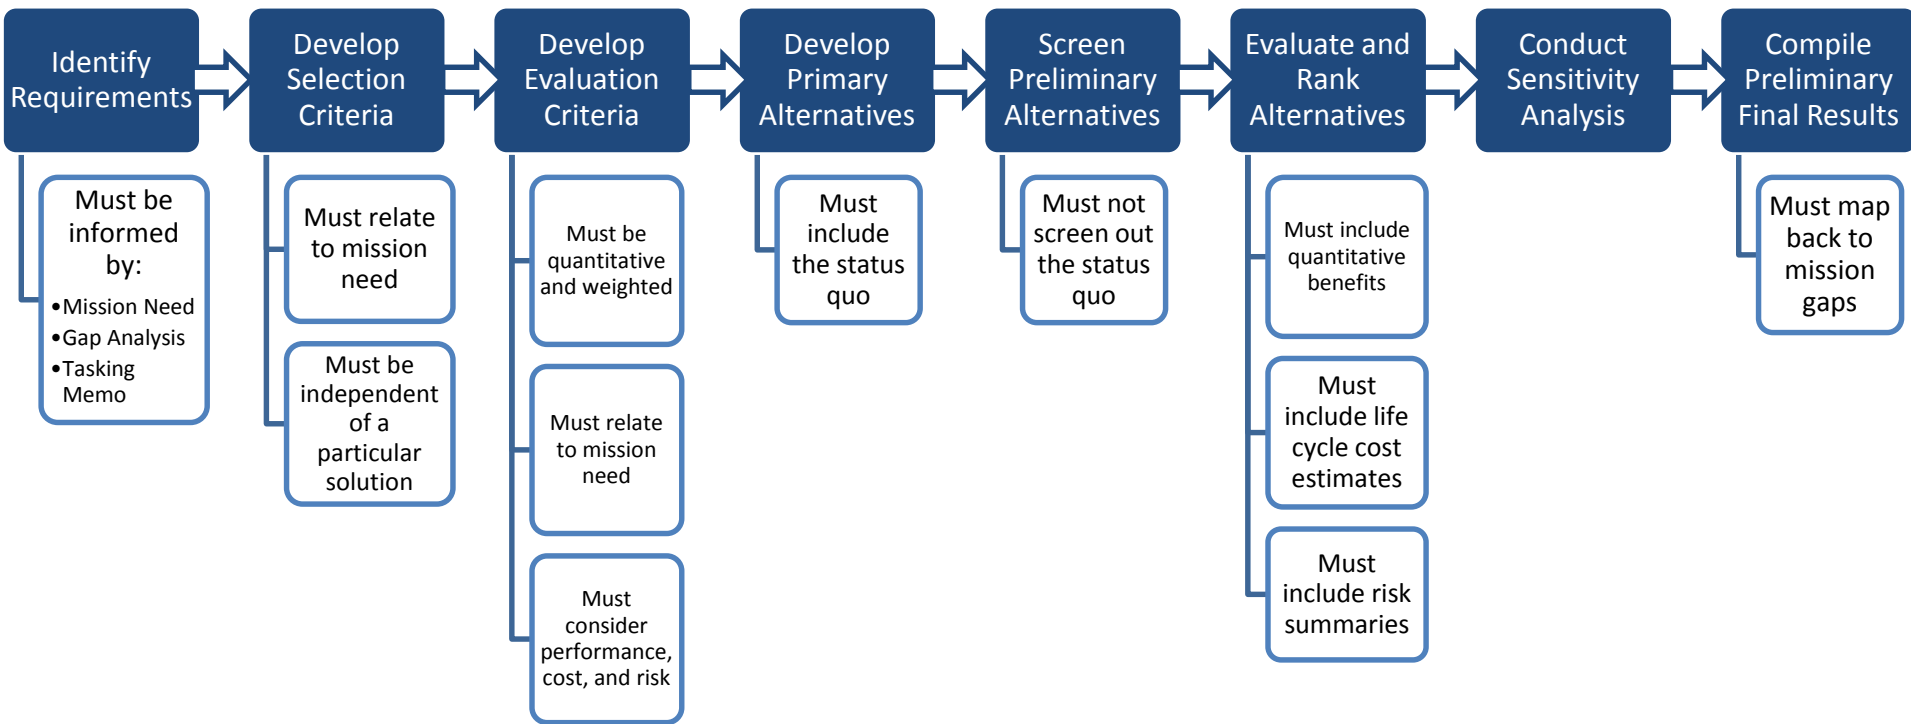 Identify
Requirements
Develop
Selection
Criteria
Develop
Evaluation
Criteria
Develop
Primary
Alternatives
Screen
Preliminary
Alternatives
Evaluate and
Rank
Alternatives
Conduct
Sensitivity
Analysis
Compile
Preliminary
Final Results
Must be
informed
by:
•Mission Need
•Gap Analysis
•Tasking
Memo
Must relate
to mission
need
Must be
independent
of a
particular
solution
Must be
quantitative
and weighted
Must relate
to mission
need
Must
consider
performance,
cost, and risk
Must
include
the status
quo
Must not
screen out
the status
quo
Must include
quantitative
benefits
Must
include life
cycle cost
estimates
Must
include risk
summaries
Must map
back to
mission
gaps